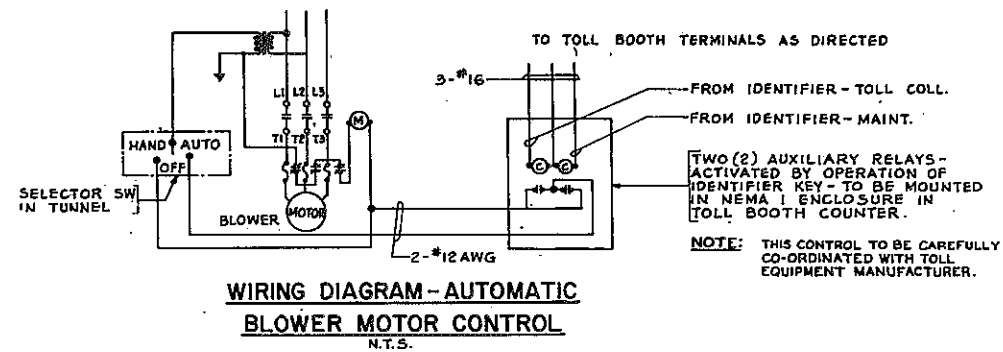 TO TOLL BOOTH TERMINALS AS DIRECTED
3-#16
FROM IDENTIFIER-TOLL COLL.
FROM IDENTIFIER-MAINT.
L1 L2 L3
M
T1 T2 T3
HAND AUTO
OFF
SELECTOR SW
IN TUNNEL
BLOWER
MOTOR
C C
2-#12 AWG
TWO (2) AUXILIARY RELAYS-
ACTIVATED BY OPERATION OF
IDENTIFIER KEY-TO BE MOUNTED
IN NEMA I ENCLOSURE IN
TOLL BOOTH COUNTER.
NOTE: THIS CONTROL TO BE CAREFULLY
CO-ORDINATED WITH TOLL
EQUIPMENT MANUFACTURER.
WIRING DIAGRAM-AUTOMATIC
BLOWER MOTOR CONTROL
N.T.S.